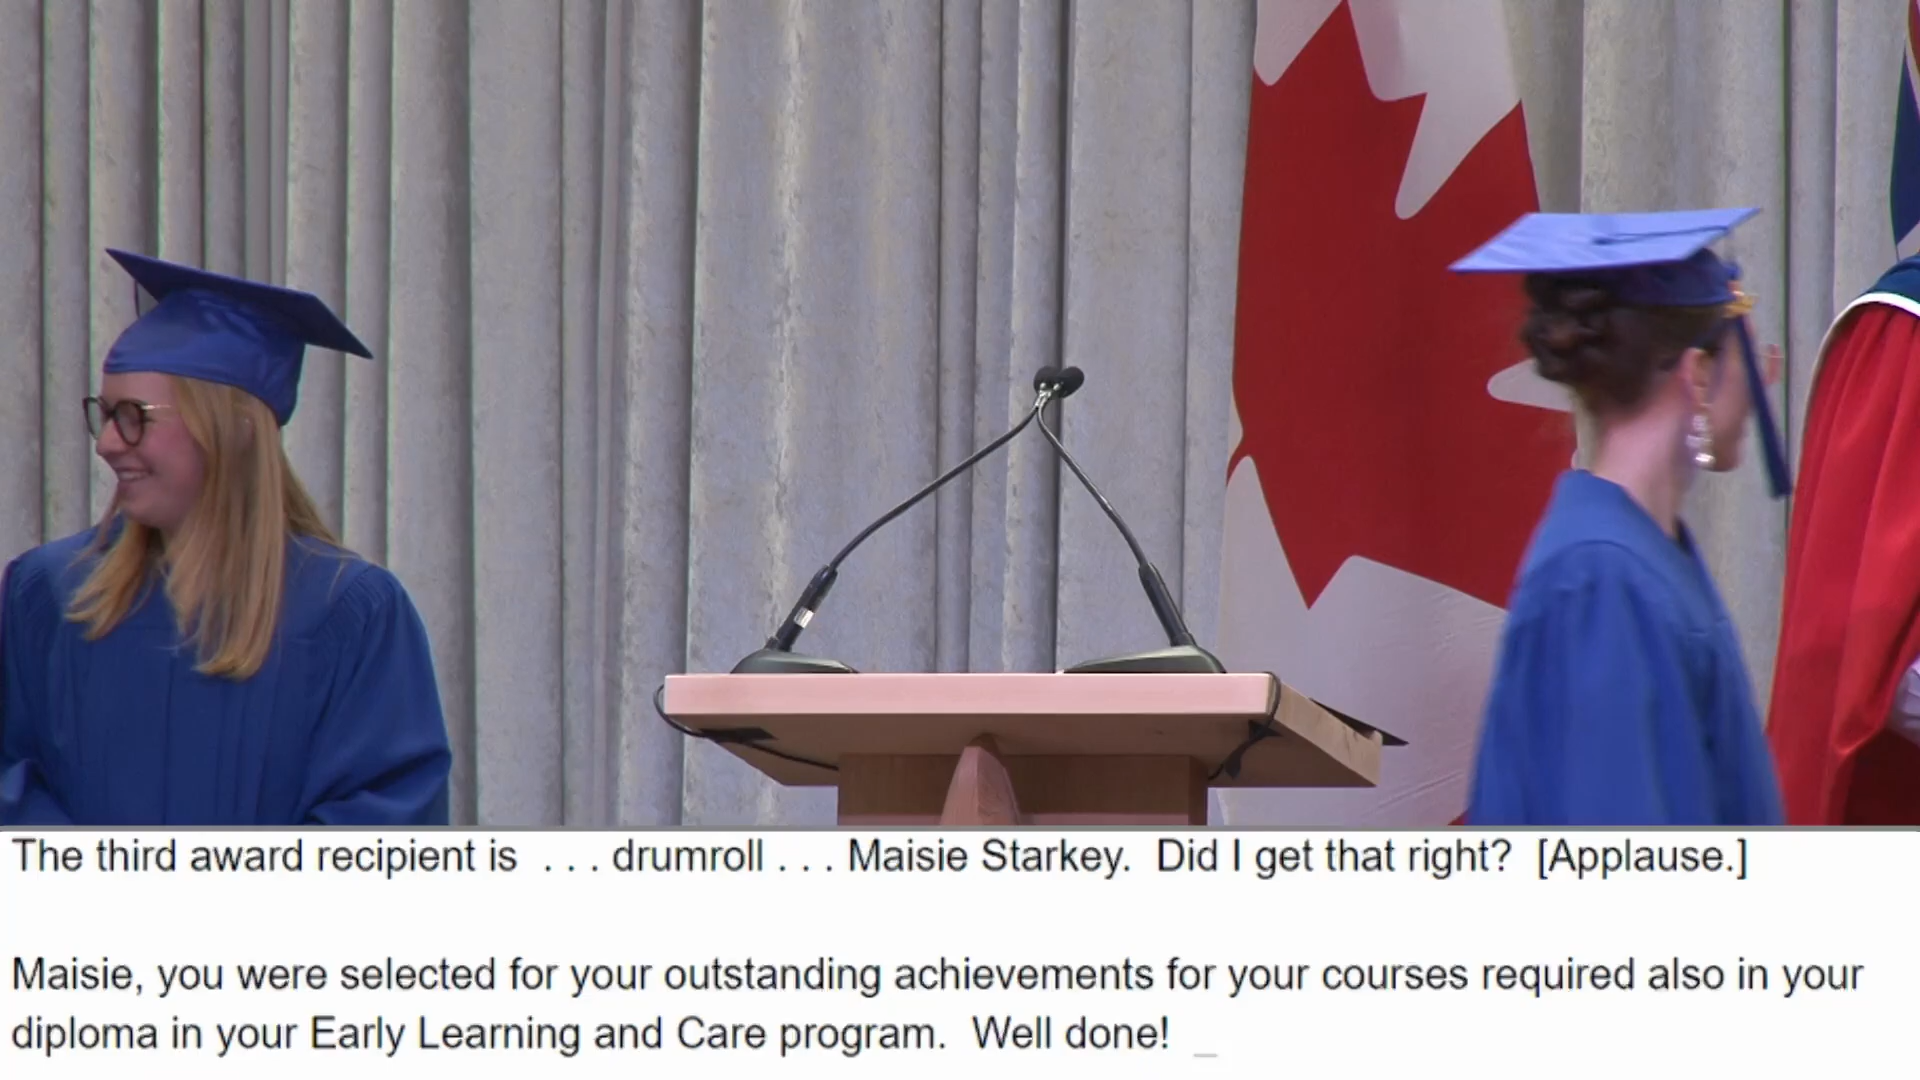 The third award recipient is  . . . drumroll . . . Maisie Starkey.  Did I get that right?  [Applause.]
Maisie, you were selected for your outstanding achievements for your courses required also in your
diploma in your Early Learning and Care program.  Well done!  _